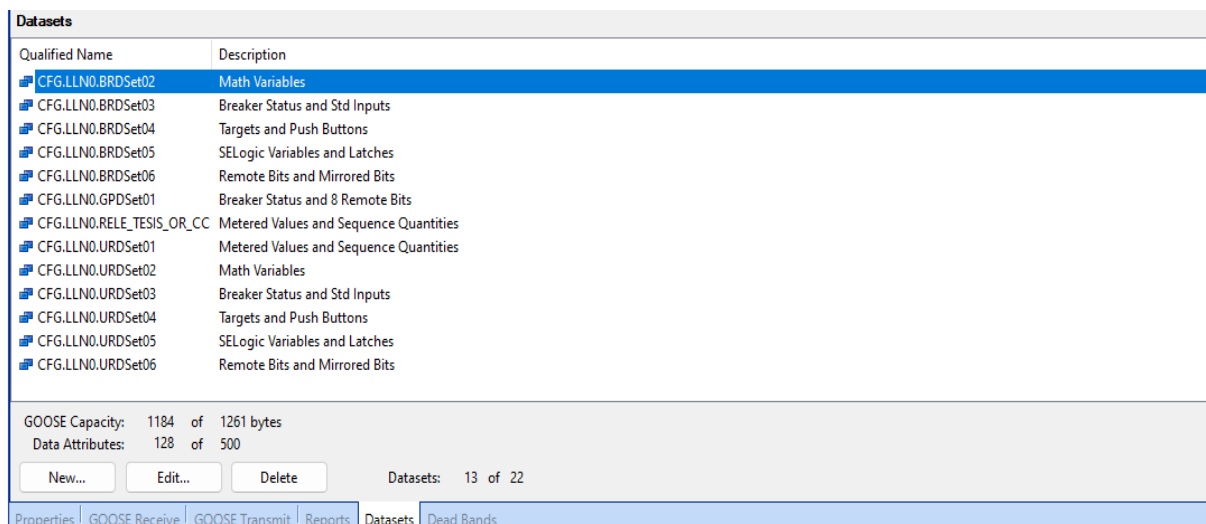 Datasets
Qualified Name Description
CFG.LLN0.BRDSet02 Math Variables
CFG.LLN0.BRDSet03 Breaker Status and Std Inputs
CFG.LLN0.BRDSet04 Targets and Push Buttons
CFG.LLN0.BRDSet05 SELogic Variables and Latches
CFG.LLN0.BRDSet06 Remote Bits and Mirrored Bits
CFG.LLN0.GPDSet01 Breaker Status and 8 Remote Bits
CFG.LLN0.RELE_TESIS_OR_CC Metered Values and Sequence Quantities
CFG.LLN0.URDSet01 Metered Values and Sequence Quantities
CFG.LLN0.URDSet02 Math Variables
CFG.LLN0.URDSet03 Breaker Status and Std Inputs
CFG.LLN0.URDSet04 Targets and Push Buttons
CFG.LLN0.URDSet05 SELogic Variables and Latches
CFG.LLN0.URDSet06 Remote Bits and Mirrored Bits
GOOSE Capacity: 1184 of 1261 bytes
Data Attributes: 128 of 500
New... Edit... Delete Datasets: 13 of 22
Properties GOOSE Receive GOOSE Transmit Reports Datasets Dead Bands